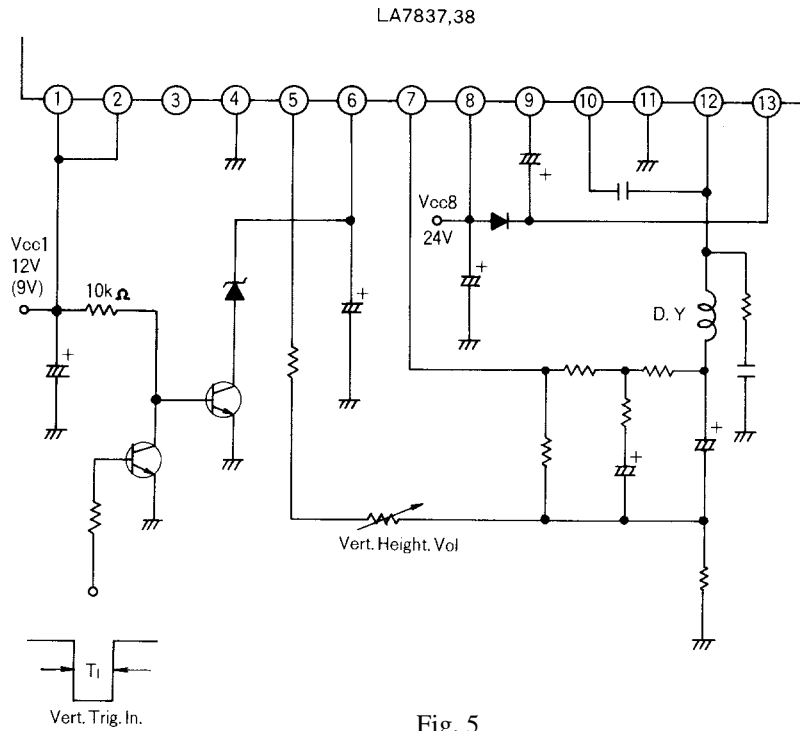 LA7837,38
1 2 3 4 5 6 7 8 9 10 11 12 13
+
Vcc8
24V
+
Vcc1
12V
(9V)
10kΩ
+
+
+
D.Y
+
+
Vert. Height. Vol
T1
Vert. Trig. In.
Fig. 5